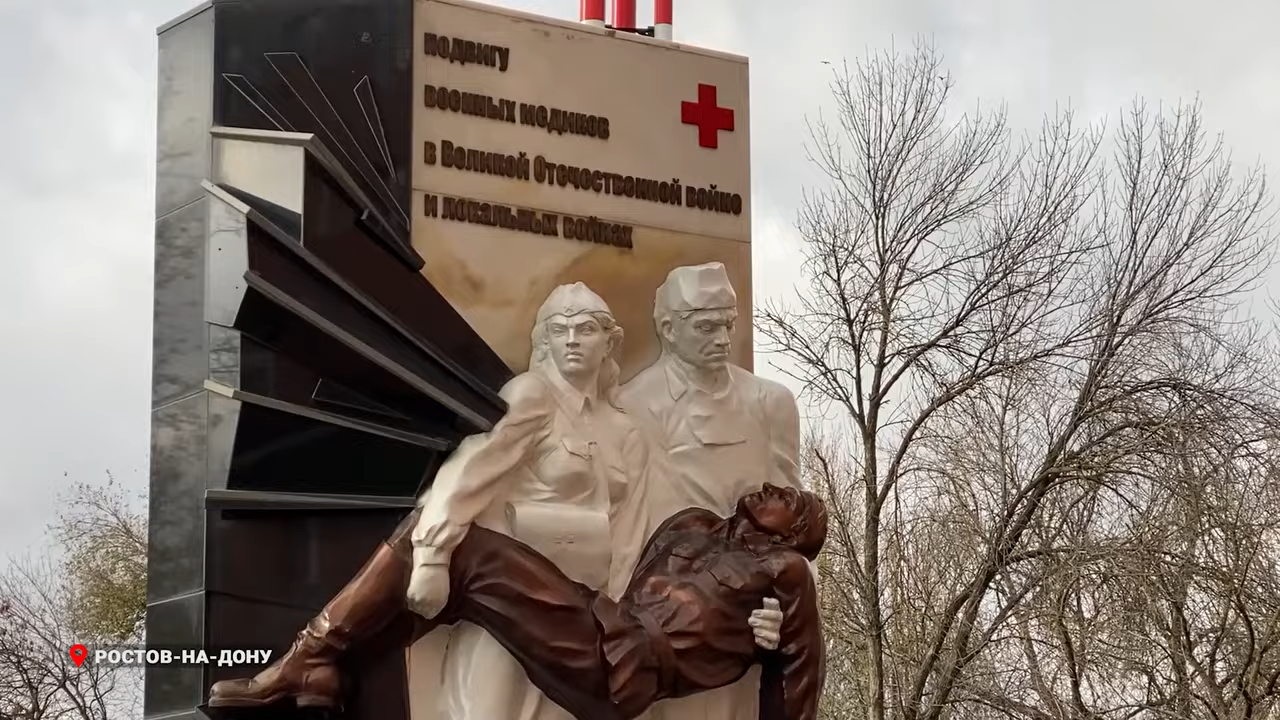 подвигу
военных медиков
в Великой Отечественной войне
и локальных войнах
РОСТОВ-НА-ДОНУ